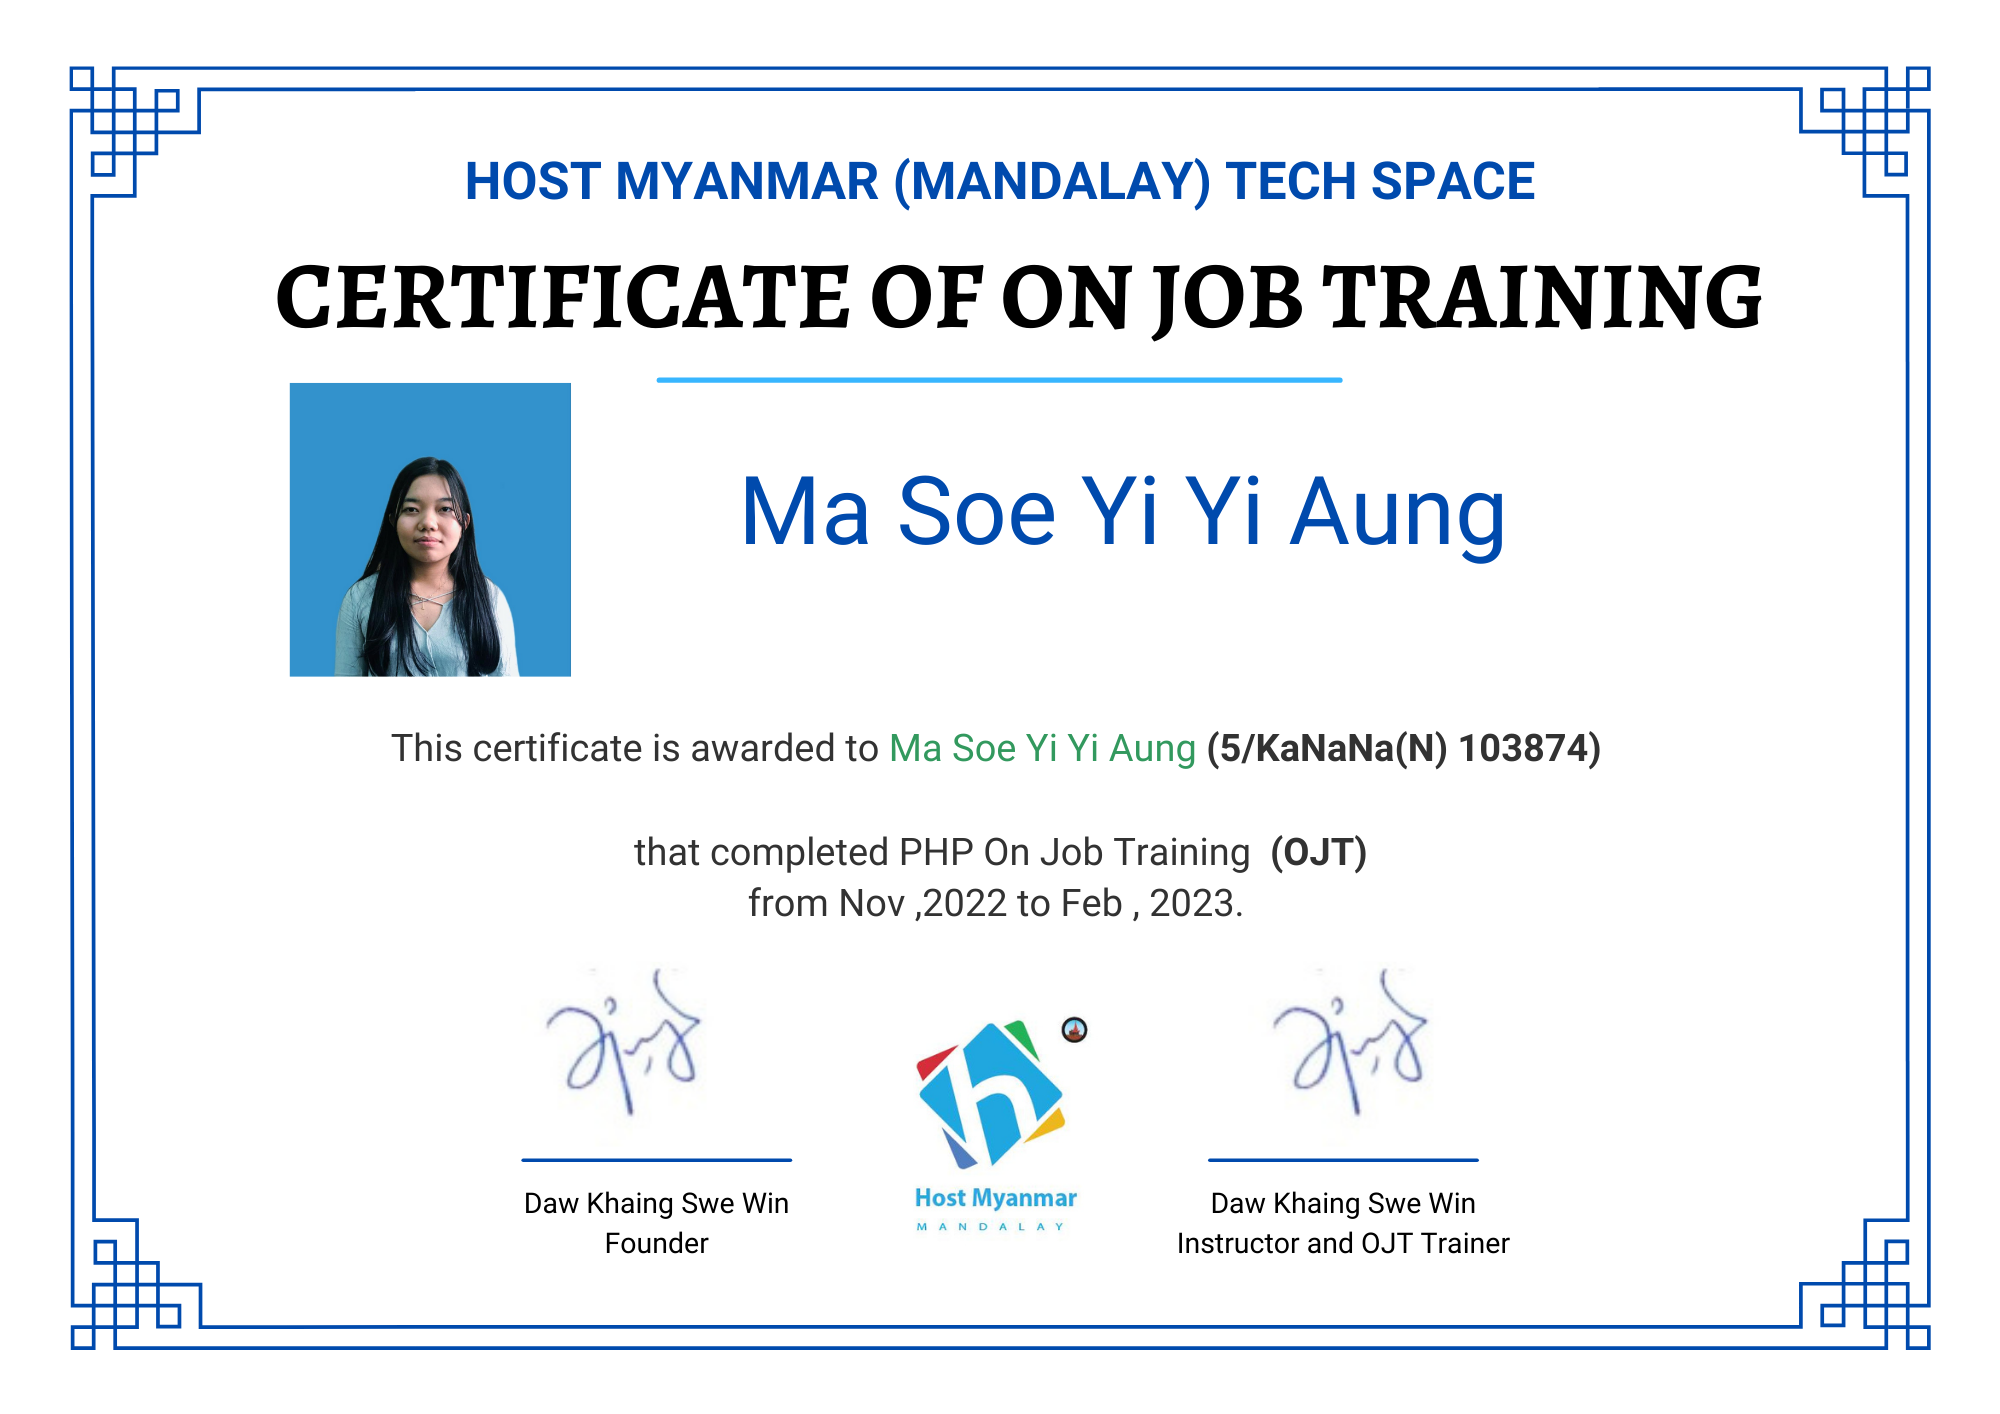 HOST MYANMAR (MANDALAY) TECH SPACE
CERTIFICATE OF ON JOB TRAINING
Ma Soe Yi Yi Aung
This certificate is awarded to Ma Soe Yi Yi Aung (5/KaNaNa(N) 103874)
that completed PHP On Job Training  (OJT)
from Nov ,2022 to Feb , 2023.
Daw Khaing Swe Win
Founder
Host Myanmar
MANDALAY
Daw Khaing Swe Win
Instructor and OJT Trainer